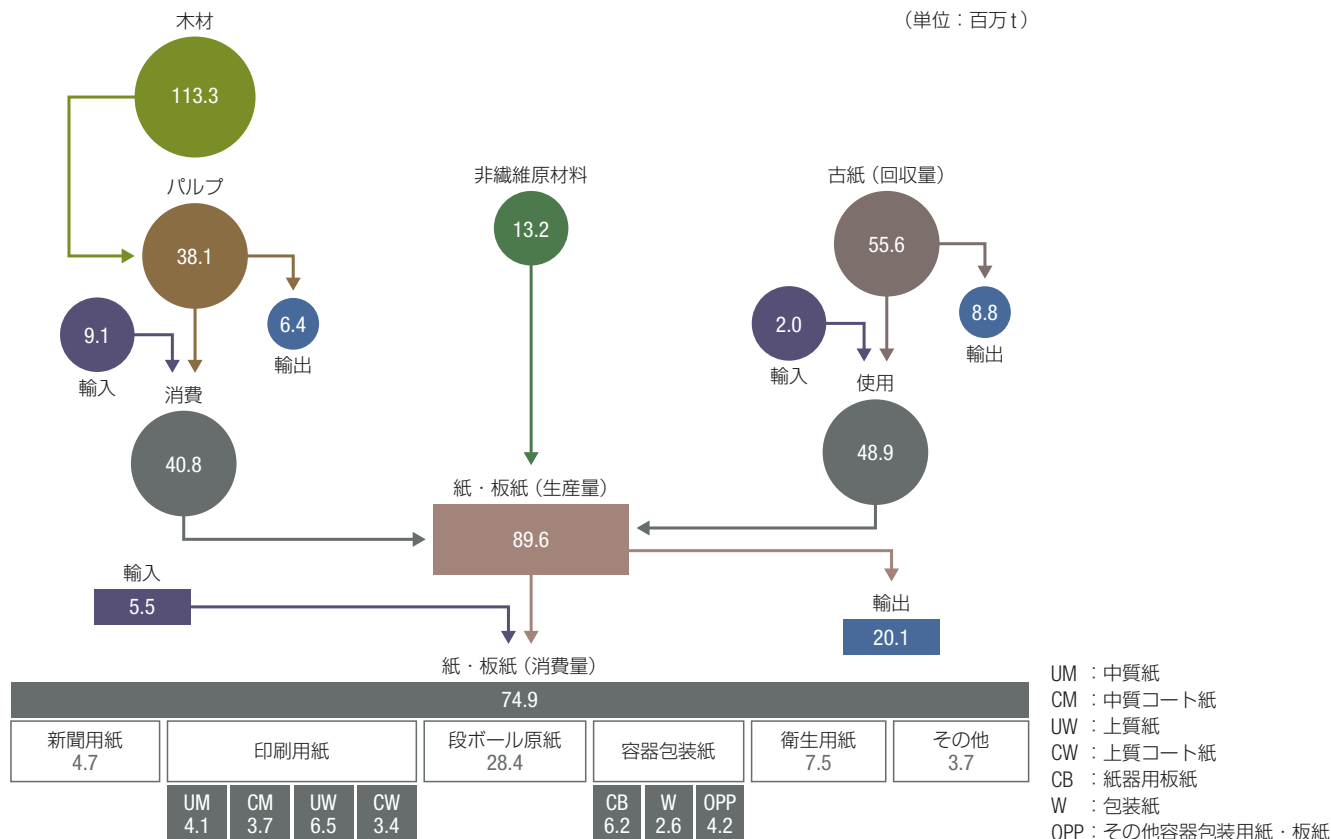 （単位：百万t）
木材
113.3
パルプ
38.1
9.1
輸入
6.4
輸出
消費
40.8
非繊維原材料
13.2
古紙（回収量）
55.6
2.0
輸入
8.8
輸出
使用
48.9
紙・板紙（生産量）
89.6
輸入
5.5
輸出
20.1
紙・板紙（消費量）
74.9
新聞用紙
4.7
印刷用紙
段ボール原紙
28.4
容器包装紙
衛生用紙
7.5
その他
3.7
UM
4.1
CM
3.7
UW
6.5
CW
3.4
CB
6.2
W
2.6
OPP
4.2
UM：中質紙
CM：中質コート紙
UW：上質紙
CW：上質コート紙
CB：紙器用板紙
W：包装紙
OPP：その他容器包装用紙・板紙